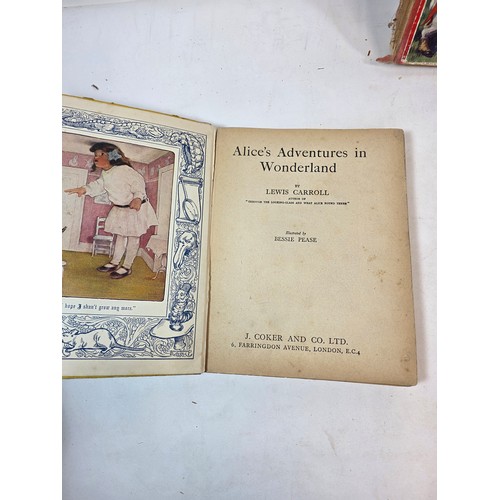 hope I shan't grow any more."
Alice's Adventures in
Wonderland
BY
LEWIS CARROLL
AUTHOR OF
"THROUGH THE LOOKING-GLASS AND WHAT ALICE FOUND THERE"
Illustrated by
BESSIE PEASE
J. COKER AND CO. LTD.
6, FARRINGDON AVENUE, LONDON, E.C.4